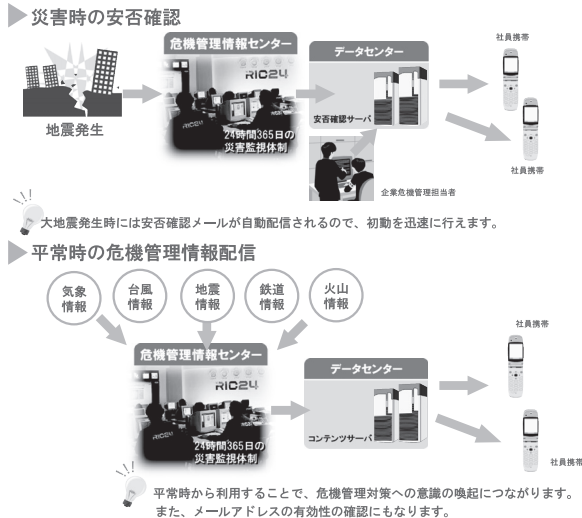 災害時の安否確認
危機管理情報センター
データセンター
社員携帯
RIC24
RIC24
安否確認サーバ
地震発生
24時間365日の
災害監視体制
社員携帯
企業危機管理担当者
大地震発生時には安否確認メールが自動配信されるので、初動を迅速に行えます。
平常時の危機管理情報配信
気象
情報
台風
情報
地震
情報
鉄道
情報
火山
情報
社員携帯
危機管理情報センター
データセンター
RIC24
RIC24
コンテンツサーバ
24時間365日の
災害監視体制
社員携帯
平常時から利用することで、危機管理対策への意識の喚起につながります。
また、メールアドレスの有効性の確認にもなります。